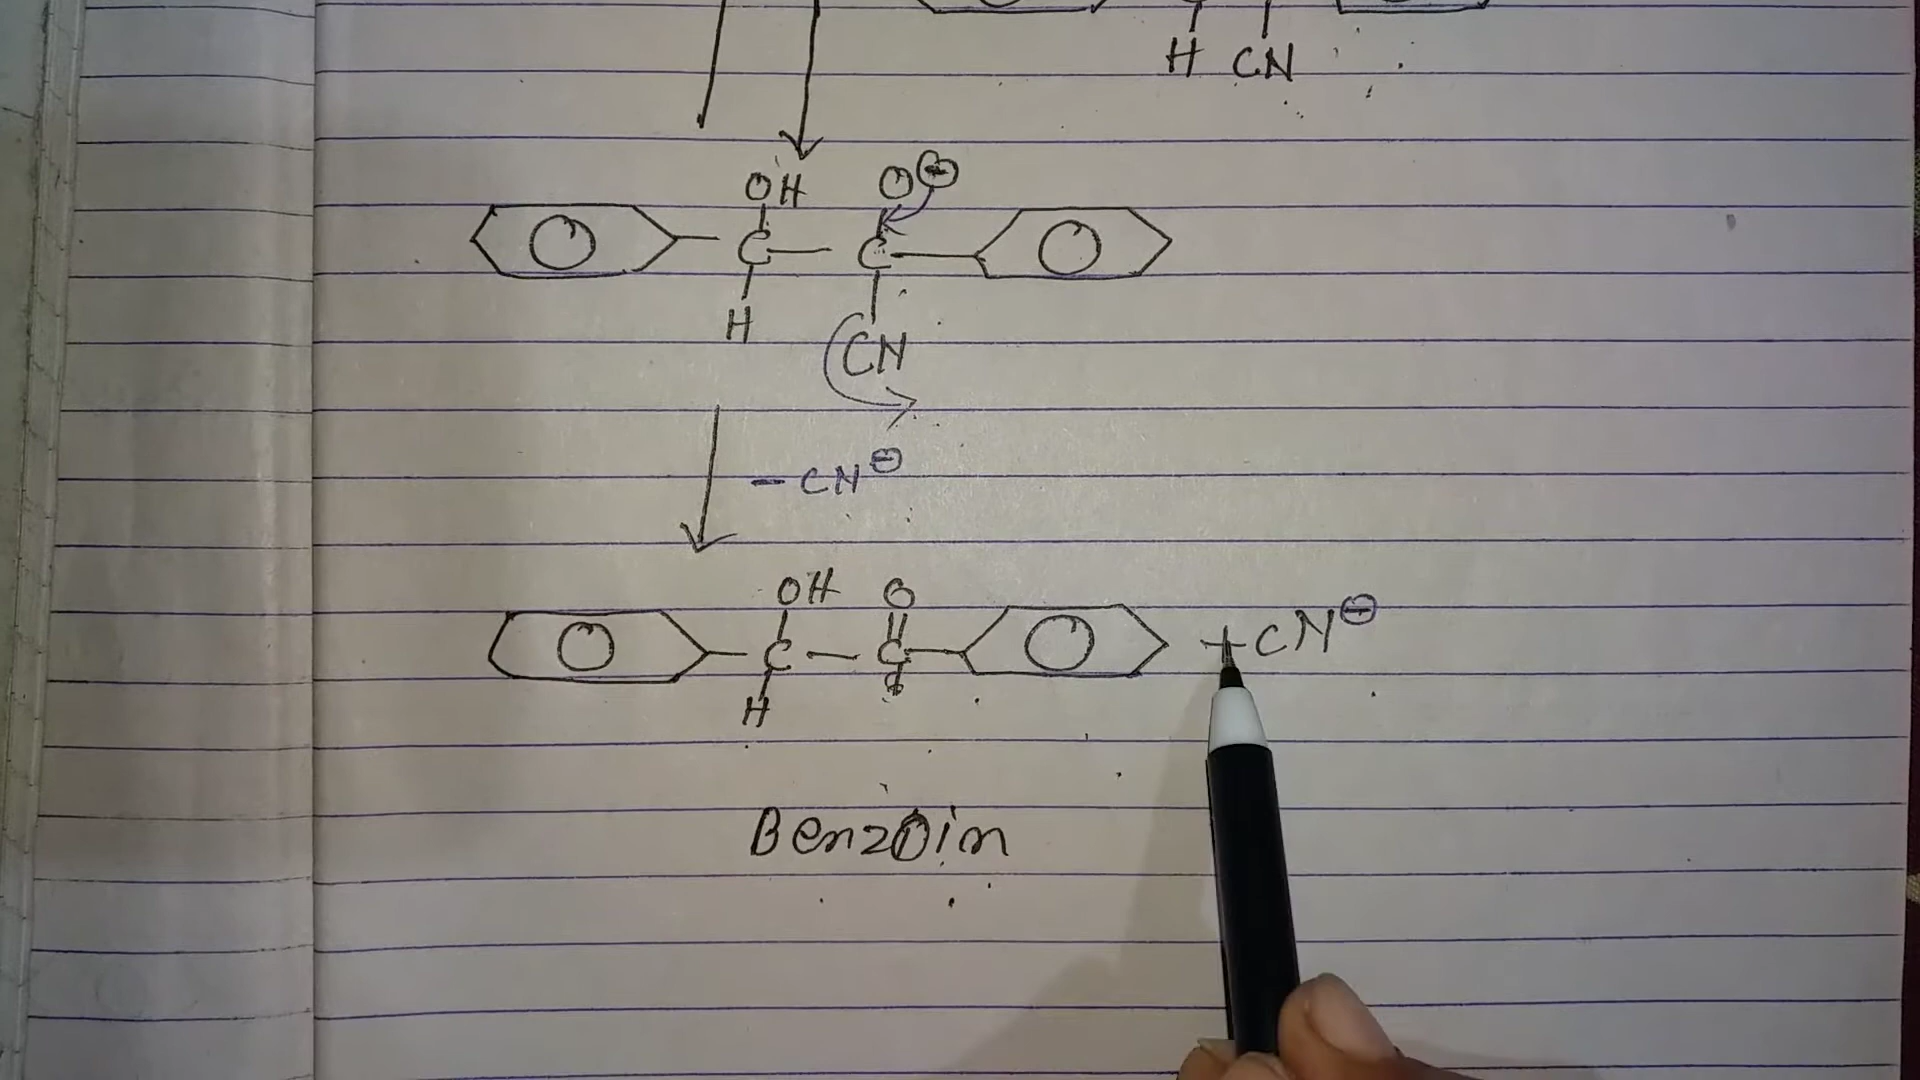 H CN
OH O⊖
C — C
H
CN
— CN⊖
OH O
C — C + CN⊖
H
Benzoin